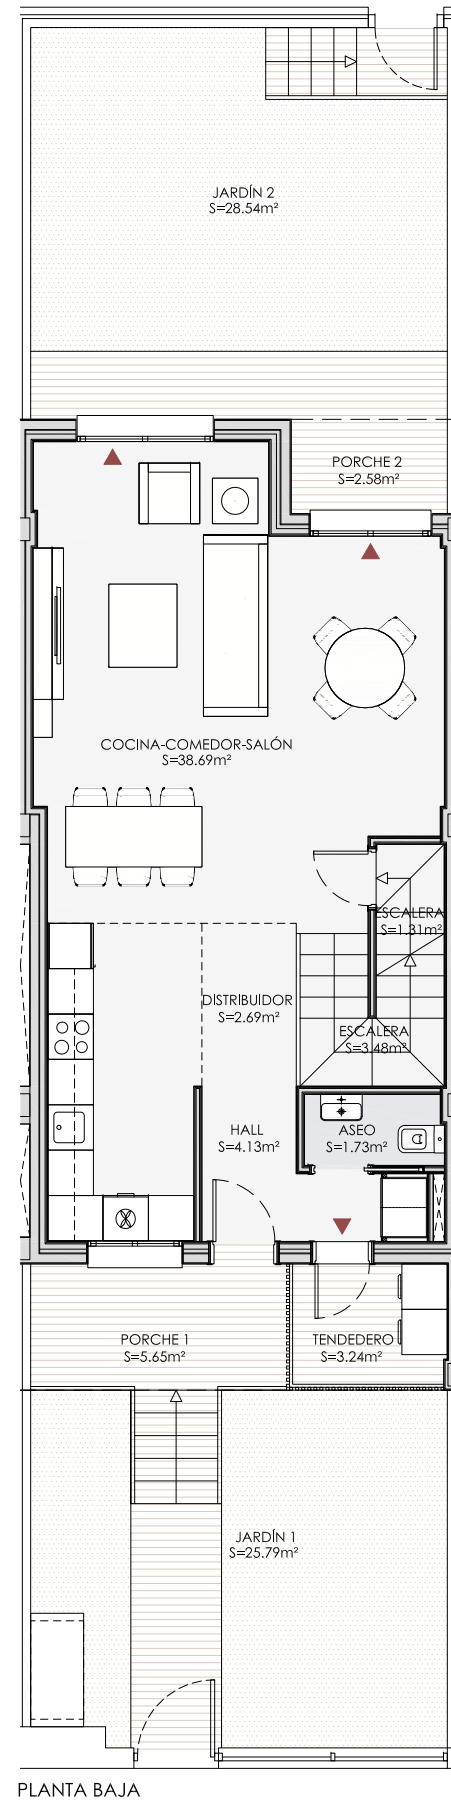 JARDÍN 2
S=28.54m²
PORCHE 2
S=2.58m²
COCINA-COMEDOR-SALÓN
S=38.69m²
ESCALERA
S=1.31m²
DISTRIBUÍDOR
S=2.69m²
ESCALERA
S=3.48m²
HALL
S=4.13m²
ASEO
S=1.73m²
PORCHE 1
S=5.65m²
TENDEDERO
S=3.24m²
JARDÍN 1
S=25.79m²
PLANTA BAJA